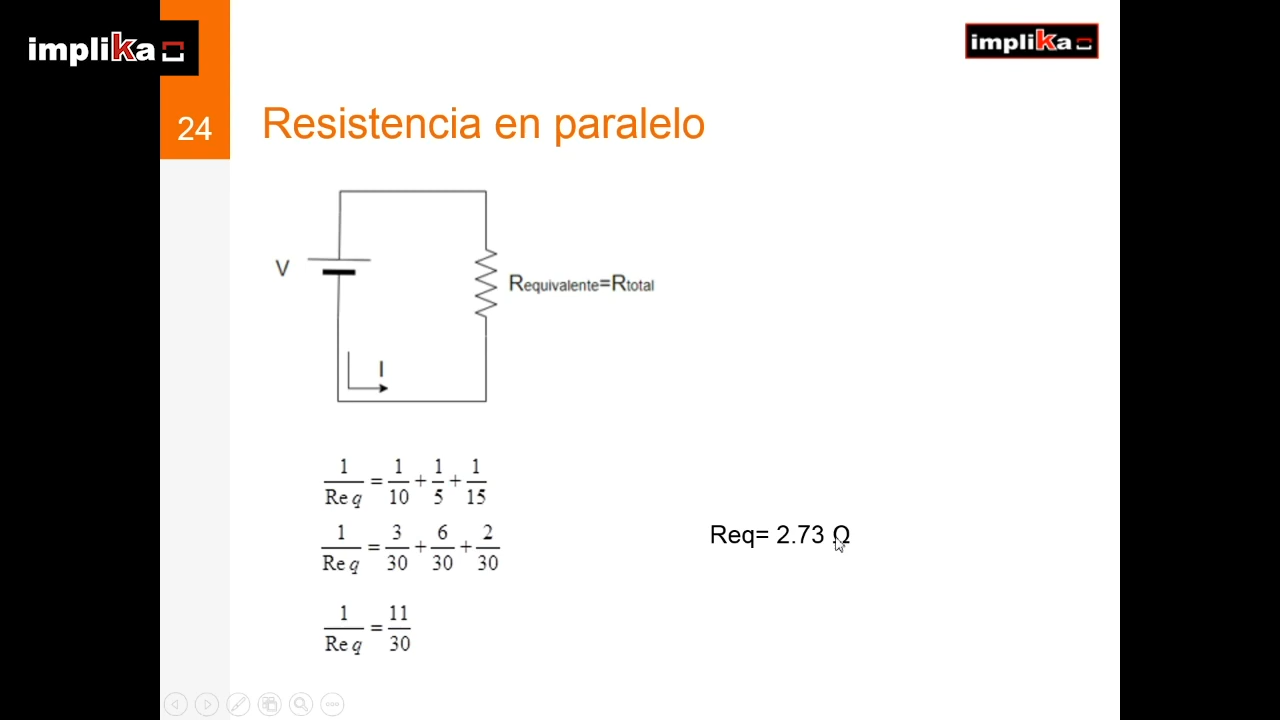 implika
implika
24
Resistencia en paralelo
V
Requivalente=Rtotal
I
1/Req = 1/10 + 1/5 + 1/15
1/Req = 3/30 + 6/30 + 2/30
Req= 2.73 Ω
1/Req = 11/30